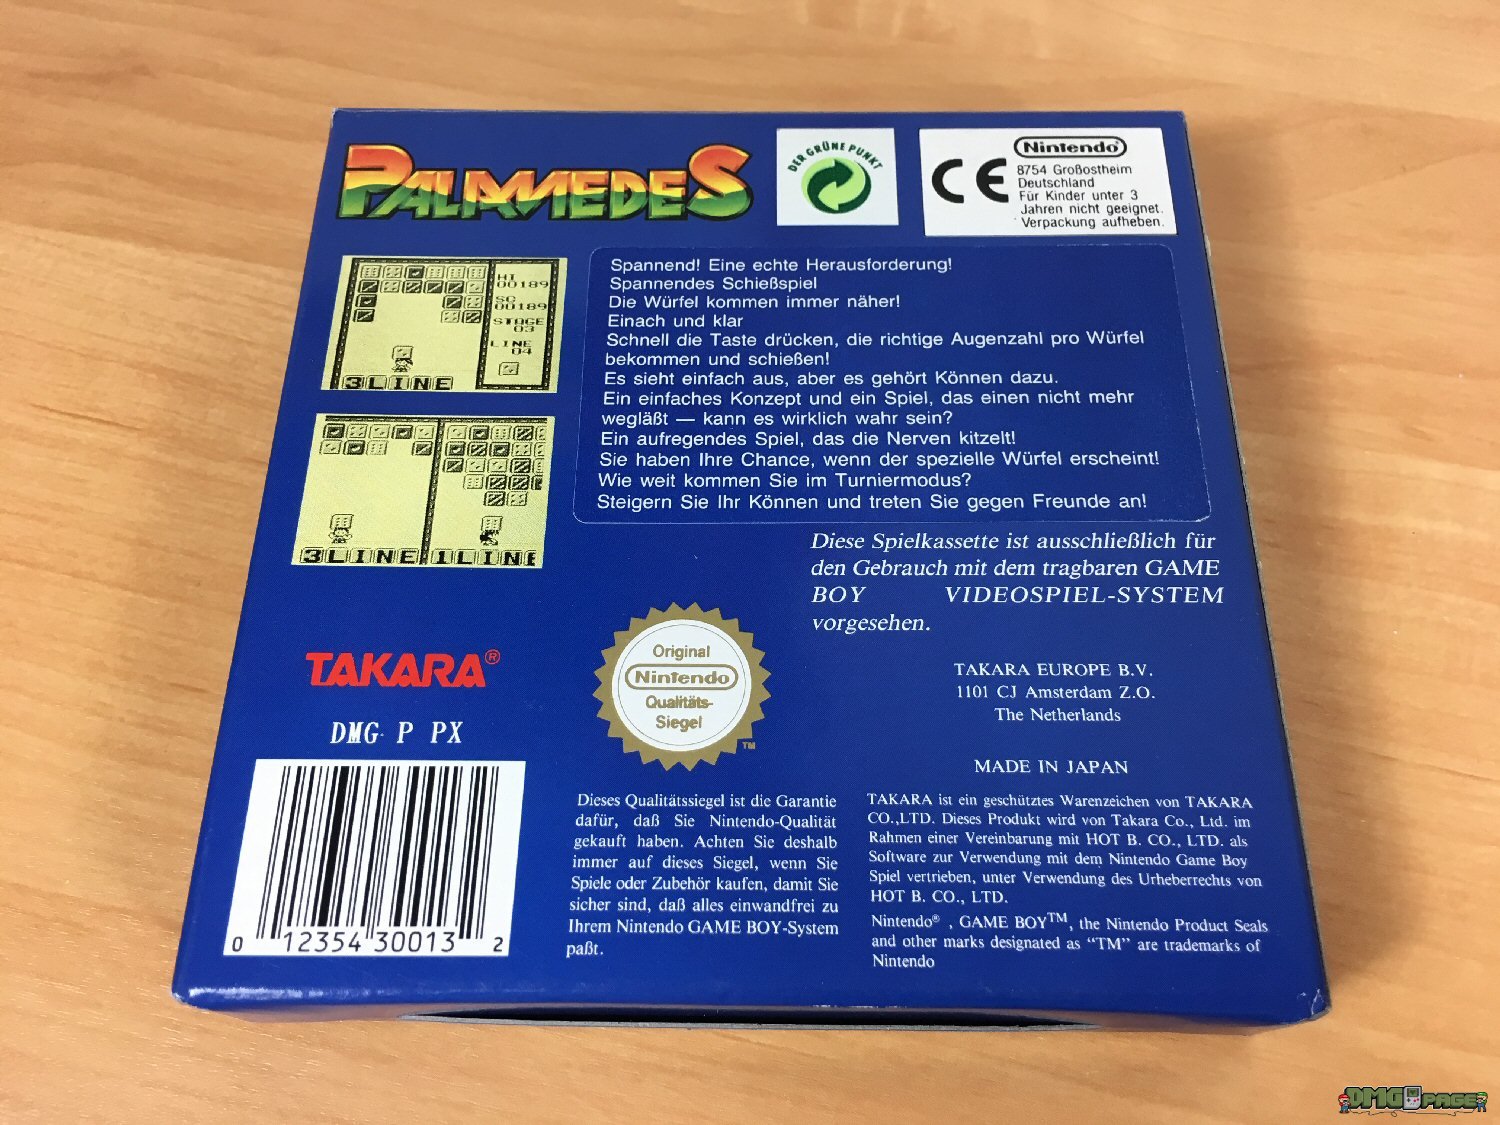 PALAMEDES
DER GRÜNE PUNKT
CE
Nintendo
8754 Großostheim
Deutschland
Für Kinder unter 3
Jahren nicht geeignet.
Verpackung aufheben.
HI
00189
SC
00189
STAGE
03
LINE
04
3LINE
3LINE
1LINE
Spannend! Eine echte Herausforderung!
Spannendes Schießspiel
Die Würfel kommen immer näher!
Einach und klar
Schnell die Taste drücken, die richtige Augenzahl pro Würfel
bekommen und schießen!
Es sieht einfach aus, aber es gehört Können dazu.
Ein einfaches Konzept und ein Spiel, das einen nicht mehr
wegläßt — kann es wirklich wahr sein?
Ein aufregendes Spiel, das die Nerven kitzelt!
Sie haben Ihre Chance, wenn der spezielle Würfel erscheint!
Wie weit kommen Sie im Turniermodus?
Steigern Sie Ihr Können und treten Sie gegen Freunde an!
Diese Spielkassette ist ausschließlich für
den Gebrauch mit dem tragbaren GAME
BOY VIDEOSPIEL-SYSTEM
vorgesehen.
TAKARA®
DMG- P PX
0 12354 30013 2
Original
Nintendo
Qualitäts-
Siegel
TM
TAKARA EUROPE B.V.
1101 CJ Amsterdam Z.O.
The Netherlands
MADE IN JAPAN
Dieses Qualitätssiegel ist die Garantie
dafür, daß Sie Nintendo-Qualität
gekauft haben. Achten Sie deshalb
immer auf dieses Siegel, wenn Sie
Spiele oder Zubehör kaufen, damit Sie
sicher sind, daß alles einwandfrei zu
Ihrem Nintendo GAME BOY-System
paßt.
TAKARA ist ein geschütztes Warenzeichen von TAKARA
CO.,LTD. Dieses Produkt wird von Takara Co., Ltd. im
Rahmen einer Vereinbarung mit HOT B. CO., LTD. als
Software zur Verwendung mit dem Nintendo Game Boy
Spiel vertrieben, unter Verwendung des Urheberrechts von
HOT B. CO., LTD.
Nintendo® , GAME BOY™, the Nintendo Product Seals
and other marks designated as “TM” are trademarks of
Nintendo
DMG PAGE